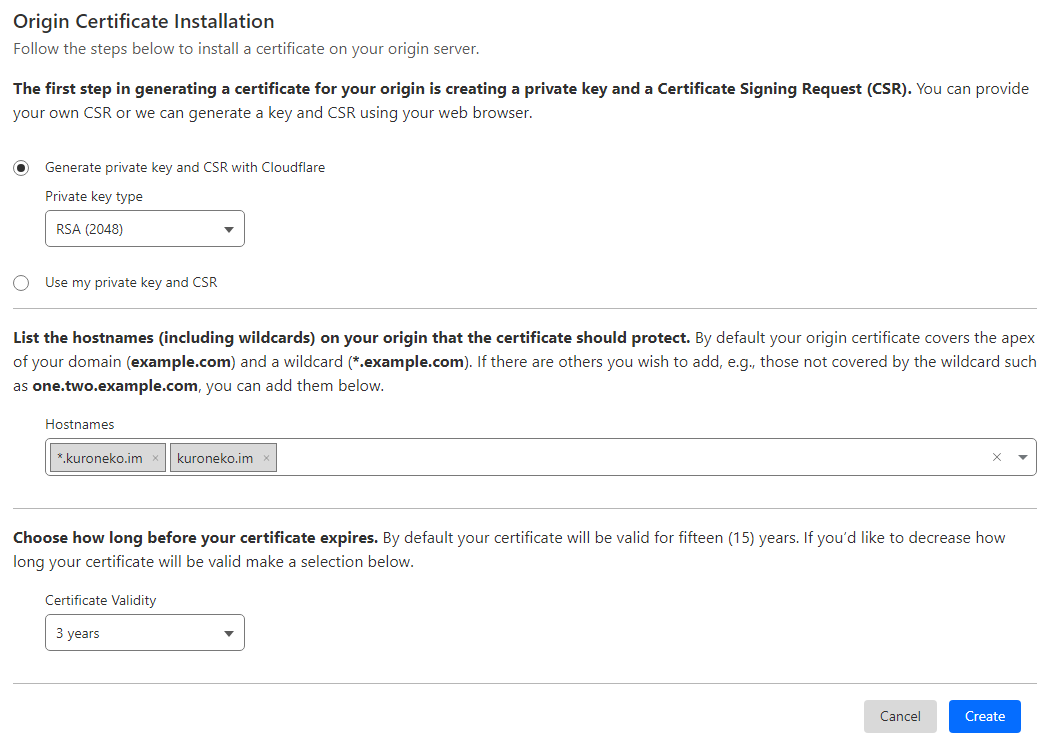 Origin Certificate Installation
Follow the steps below to install a certificate on your origin server.
The first step in generating a certificate for your origin is creating a private key and a Certificate Signing Request (CSR). You can provide
your own CSR or we can generate a key and CSR using your web browser.
Generate private key and CSR with Cloudflare
Private key type
RSA (2048)
Use my private key and CSR
List the hostnames (including wildcards) on your origin that the certificate should protect. By default your origin certificate covers the apex
of your domain (example.com) and a wildcard (*.example.com). If there are others you wish to add, e.g., those not covered by the wildcard such
as one.two.example.com, you can add them below.
Hostnames
*.kuroneko.im × kuroneko.im ×
Choose how long before your certificate expires. By default your certificate will be valid for fifteen (15) years. If you’d like to decrease how
long your certificate will be valid make a selection below.
Certificate Validity
3 years
Cancel Create